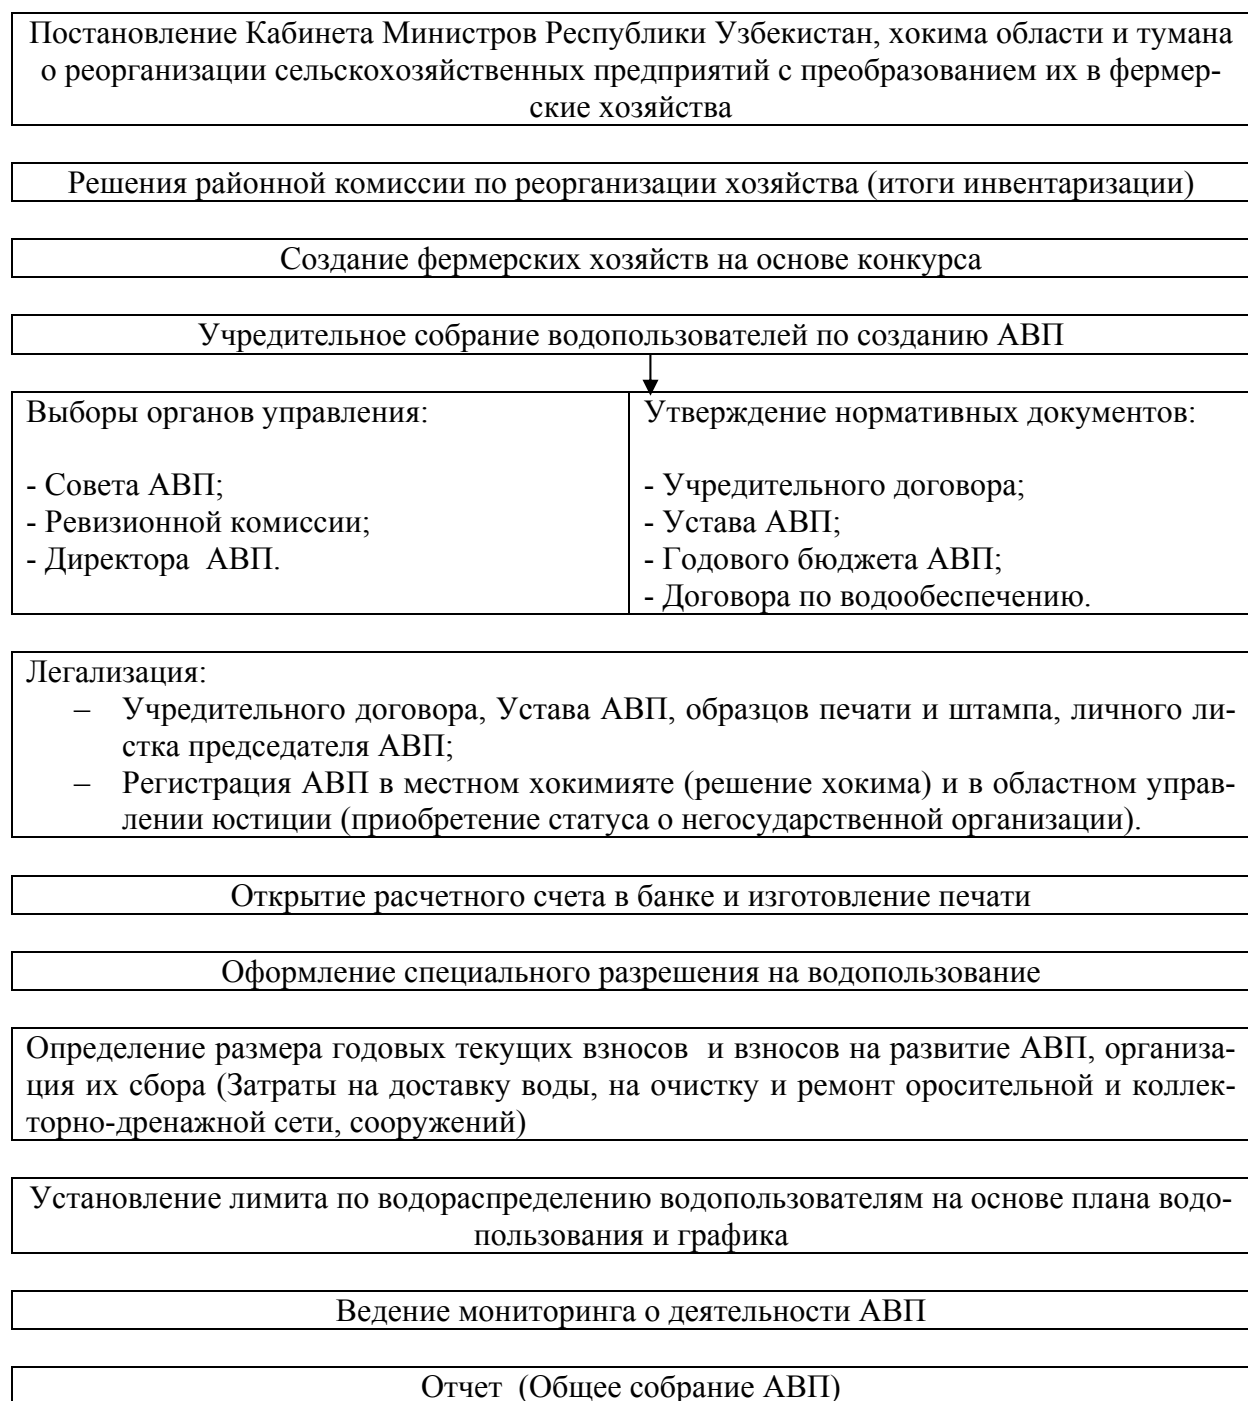 Постановление Кабинета Министров Республики Узбекистан, хокима области и тумана
о реорганизации сельскохозяйственных предприятий с преобразованием их в фермер-
ские хозяйства
Решения районной комиссии по реорганизации хозяйства (итоги инвентаризации)
Создание фермерских хозяйств на основе конкурса
Учредительное собрание водопользователей по созданию АВП
Выборы органов управления:
- Совета АВП;
- Ревизионной комиссии;
- Директора АВП.
Утверждение нормативных документов:
- Учредительного договора;
- Устава АВП;
- Годового бюджета АВП;
- Договора по водообеспечению.
Легализация:
– Учредительного договора, Устава АВП, образцов печати и штампа, личного ли-
стка председателя АВП;
– Регистрация АВП в местном хокимияте (решение хокима) и в областном управ-
лении юстиции (приобретение статуса о негосударственной организации).
Открытие расчетного счета в банке и изготовление печати
Оформление специального разрешения на водопользование
Определение размера годовых текущих взносов и взносов на развитие АВП, организа-
ция их сбора (Затраты на доставку воды, на очистку и ремонт оросительной и коллек-
торно-дренажной сети, сооружений)
Установление лимита по водораспределению водопользователям на основе плана водо-
пользования и графика
Ведение мониторинга о деятельности АВП
Отчет (Общее собрание АВП)